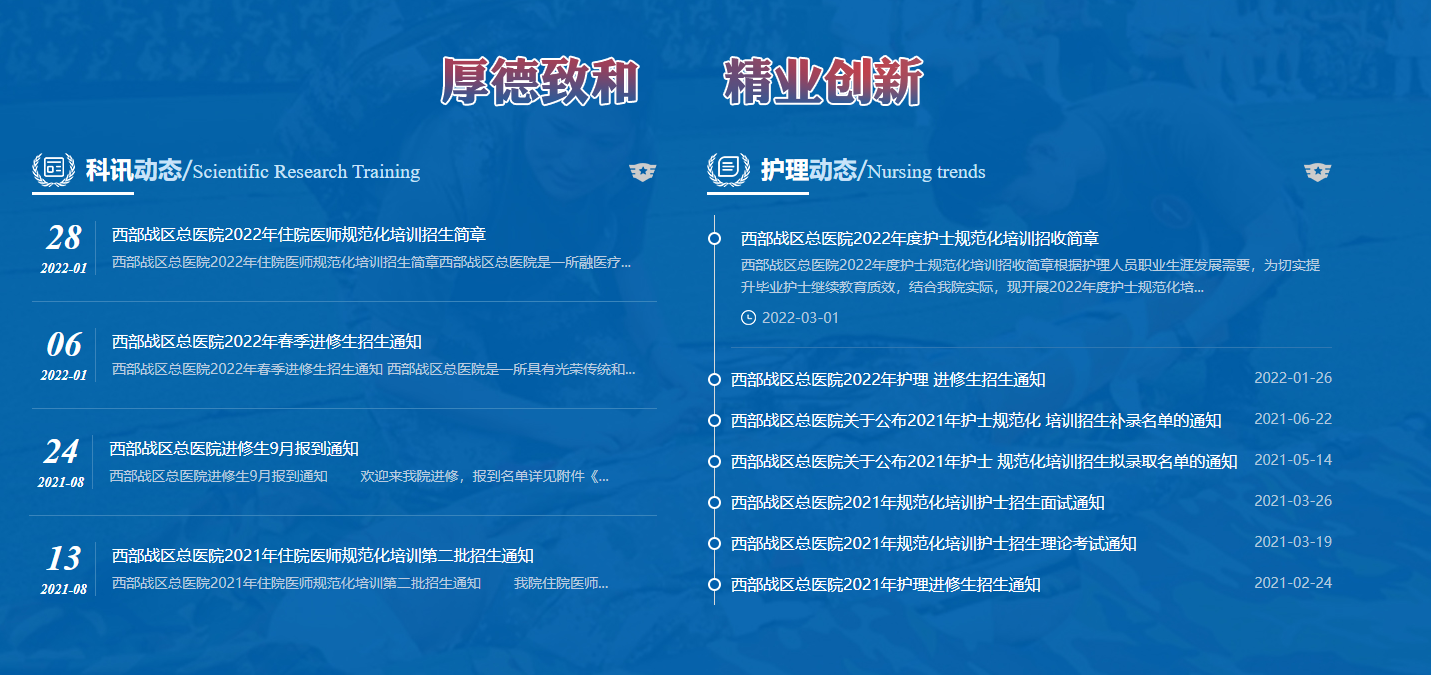 厚德致和 精业创新
科讯动态/Scientific Research Training
28
2022-01
西部战区总医院2022年住院医师规范化培训招生简章
西部战区总医院2022年住院医师规范化培训招生简章西部战区总医院是一所融医疗...
06
2022-01
西部战区总医院2022年春季进修生招生通知
西部战区总医院2022年春季进修生招生通知 西部战区总医院是一所具有光荣传统和...
24
2021-08
西部战区总医院进修生9月报到通知
西部战区总医院进修生9月报到通知 欢迎来我院进修，报到名单详见附件《...
13
2021-08
西部战区总医院2021年住院医师规范化培训第二批招生通知
西部战区总医院2021年住院医师规范化培训第二批招生通知 我院住院医师...
护理动态/Nursing trends
西部战区总医院2022年度护士规范化培训招收简章
西部战区总医院2022年度护士规范化培训招收简章根据护理人员职业生涯发展需要，为切实提
升毕业护士继续教育质效，结合我院实际，现开展2022年度护士规范化培...
2022-03-01
西部战区总医院2022年护理 进修生招生通知 2022-01-26
西部战区总医院关于公布2021年护士规范化 培训招生补录名单的通知 2021-06-22
西部战区总医院关于公布2021年护士 规范化培训招生拟录取名单的通知 2021-05-14
西部战区总医院2021年规范化培训护士招生面试通知 2021-03-26
西部战区总医院2021年规范化培训护士招生理论考试通知 2021-03-19
西部战区总医院2021年护理进修生招生通知 2021-02-24